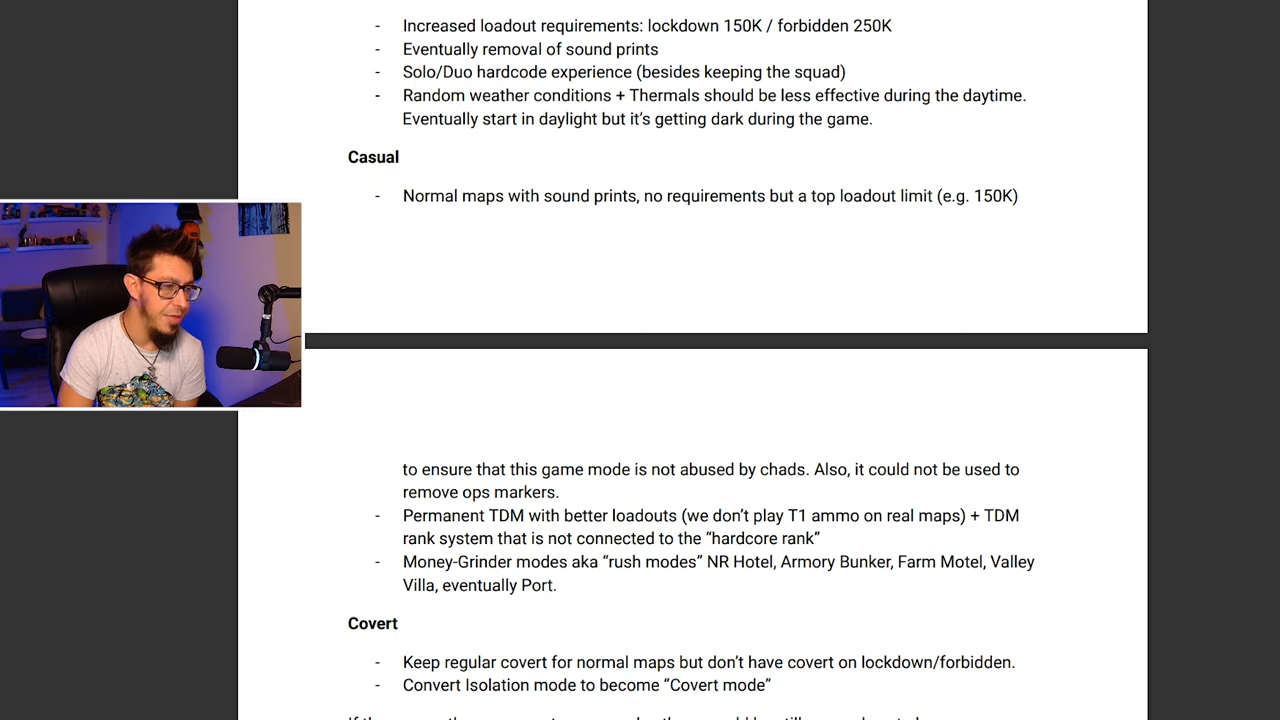 - Increased loadout requirements: lockdown 150K / forbidden 250K
- Eventually removal of sound prints
- Solo/Duo hardcode experience (besides keeping the squad)
- Random weather conditions + Thermals should be less effective during the daytime.
Eventually start in daylight but it’s getting dark during the game.
Casual
- Normal maps with sound prints, no requirements but a top loadout limit (e.g. 150K)
to ensure that this game mode is not abused by chads. Also, it could not be used to
remove ops markers.
- Permanent TDM with better loadouts (we don’t play T1 ammo on real maps) + TDM
rank system that is not connected to the “hardcore rank”
- Money-Grinder modes aka “rush modes” NR Hotel, Armory Bunker, Farm Motel, Valley
Villa, eventually Port.
Covert
- Keep regular covert for normal maps but don’t have covert on lockdown/forbidden.
- Convert Isolation mode to become “Covert mode”